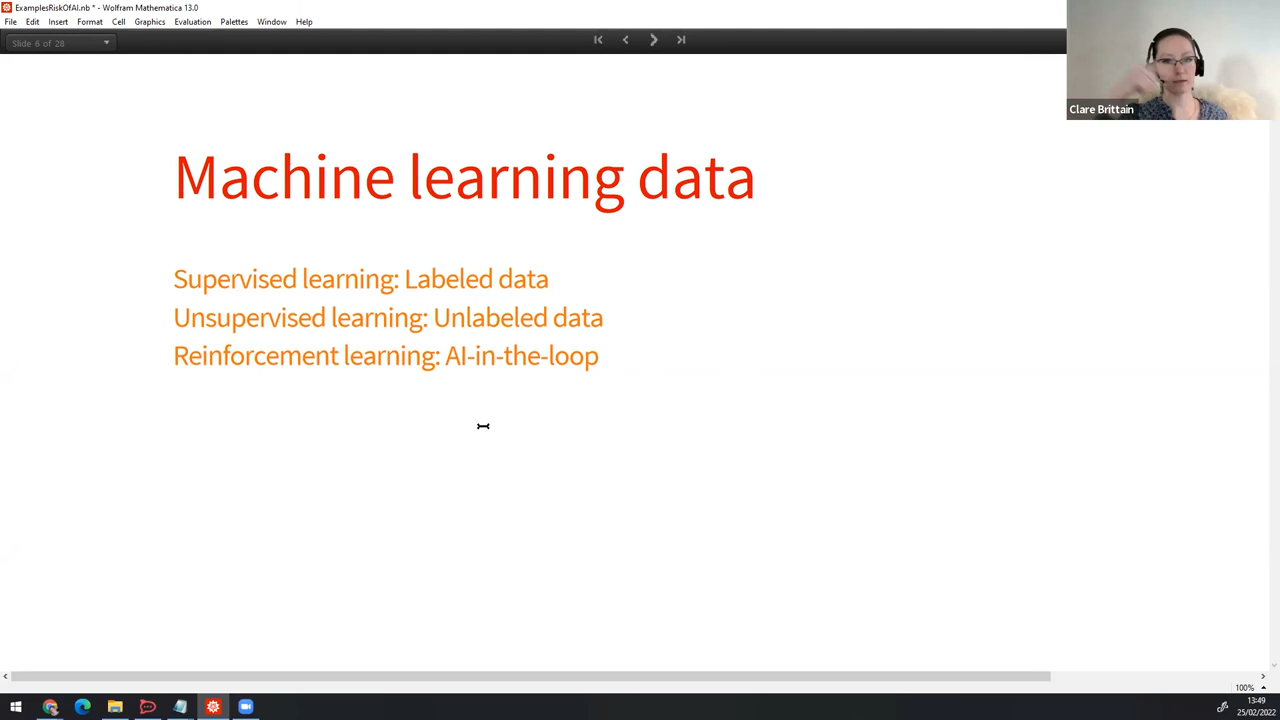 ExamplesRiskOfAI.nb * - Wolfram Mathematica 13.0
File Edit Insert Format Cell Graphics Evaluation Palettes Window Help
Slide 6 of 28
Clare Brittain
Machine learning data
Supervised learning: Labeled data
Unsupervised learning: Unlabeled data
Reinforcement learning: AI-in-the-loop
100%
13:49
25/02/2022